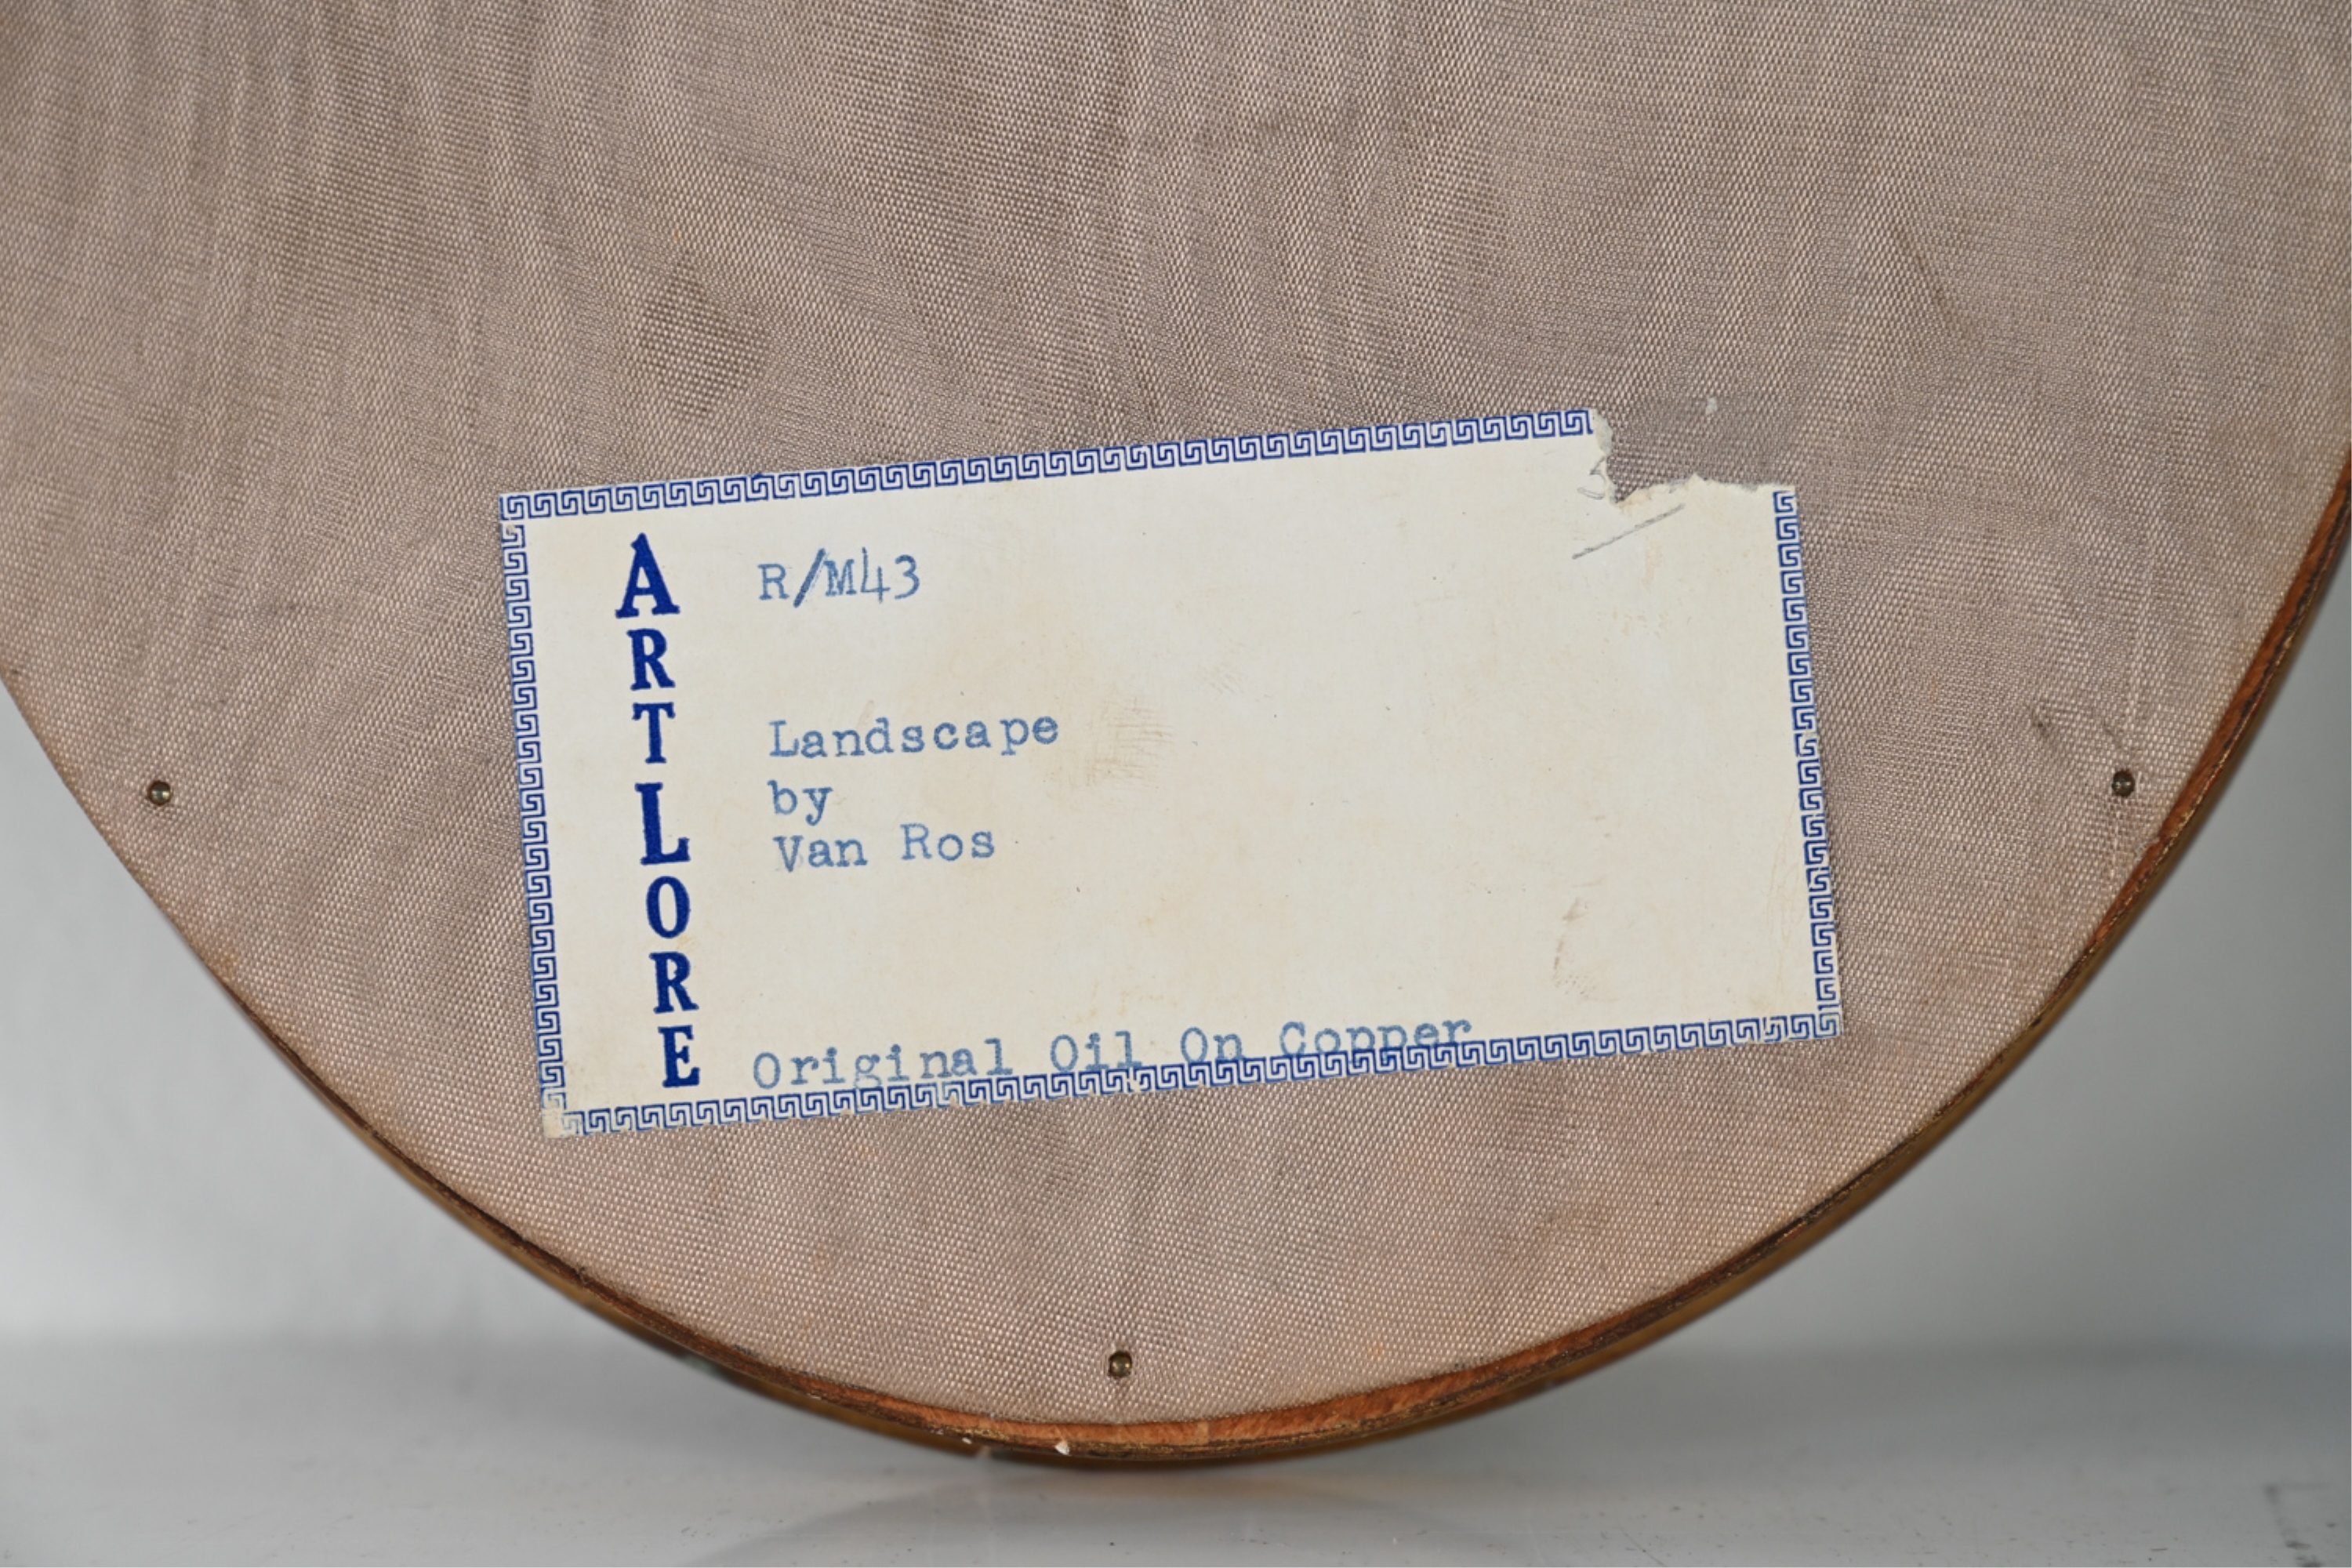 ARTLORE
R/M43
Landscape
by
Van Ros
Original Oil On Copper